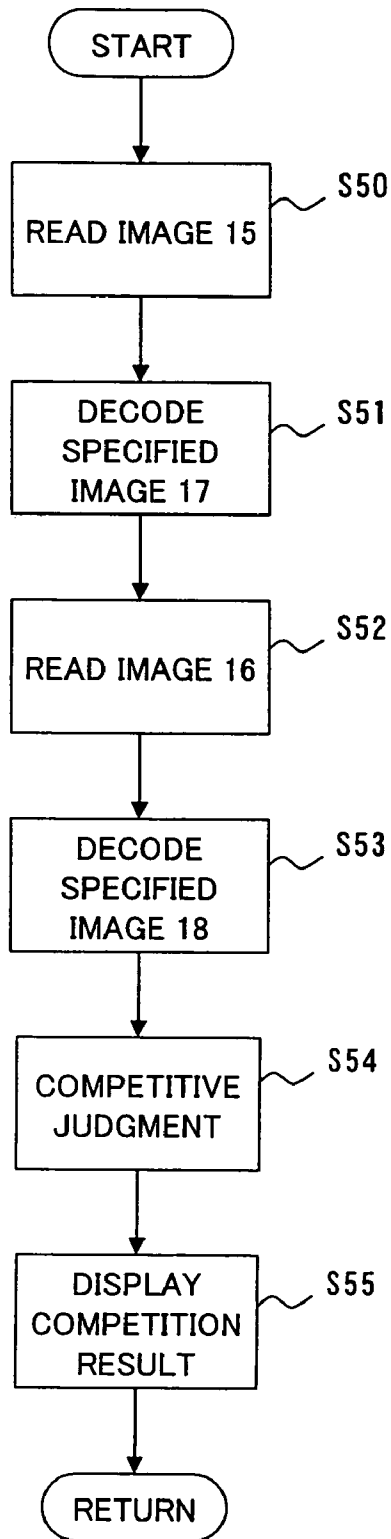 START
READ IMAGE 15
S50
DECODE
SPECIFIED
IMAGE 17
S51
READ IMAGE 16
S52
DECODE
SPECIFIED
IMAGE 18
S53
COMPETITIVE
JUDGMENT
S54
DISPLAY
COMPETITION
RESULT
S55
RETURN